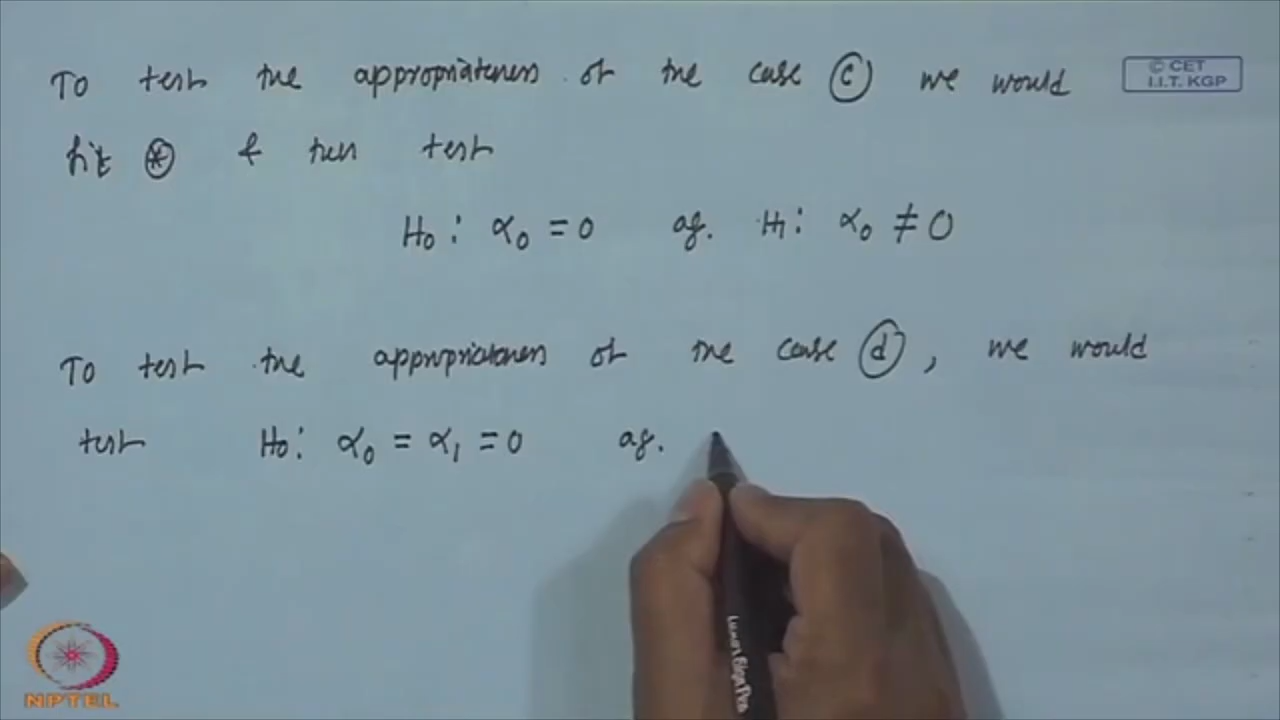 To test the appropriateness of the case ⓒ we would
© CET
I.I.T. KGP
fit ⊛ & then test
H₀: α₀ = 0 ag. H₁: α₀ ≠ 0
To test the appropriateness of the case ⓓ, we would
test H₀: α₀ = α₁ = 0 ag.
NPTEL